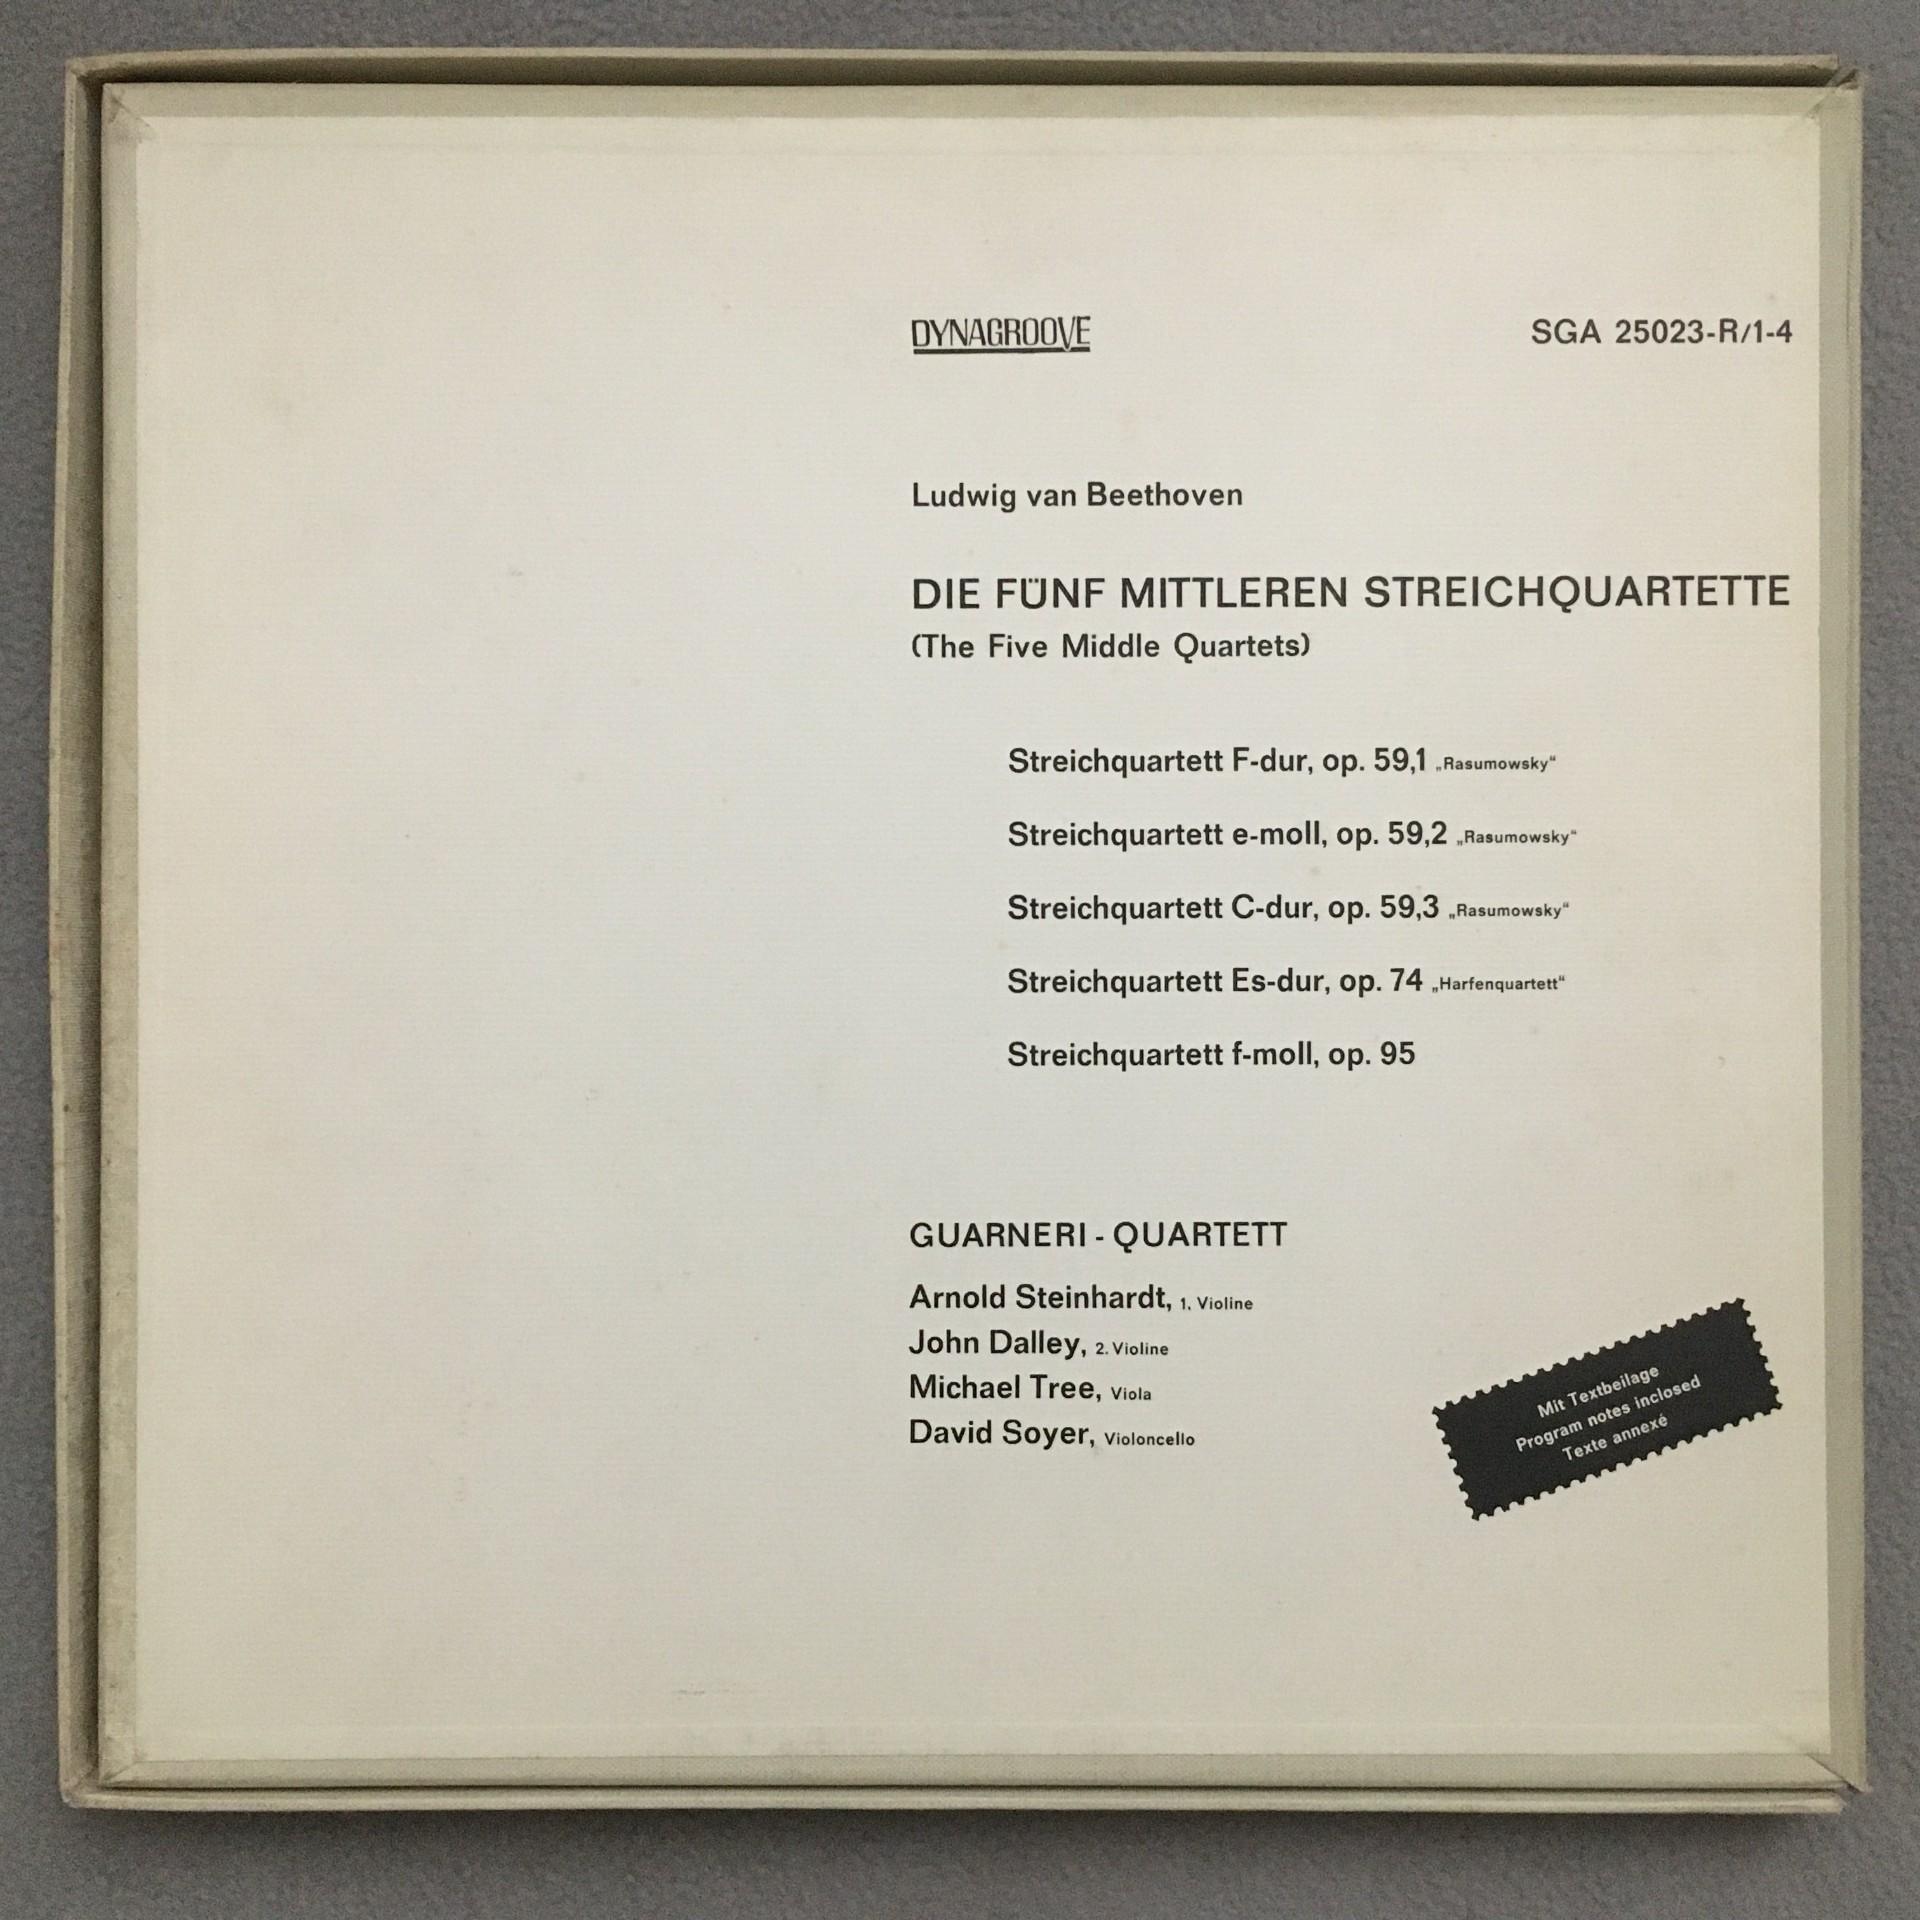 DYNAGROOVE
SGA 25023-R/1-4
Ludwig van Beethoven
DIE FÜNF MITTLEREN STREICHQUARTETTE
(The Five Middle Quartets)
Streichquartett F-dur, op. 59,1 „Rasumowsky“
Streichquartett e-moll, op. 59,2 „Rasumowsky“
Streichquartett C-dur, op. 59,3 „Rasumowsky“
Streichquartett Es-dur, op. 74 „Harfenquartett“
Streichquartett f-moll, op. 95
GUARNERI - QUARTETT
Arnold Steinhardt, 1. Violine
John Dalley, 2. Violine
Michael Tree, Viola
David Soyer, Violoncello
Mit Textbeilage
Program notes inclosed
Texte annexé